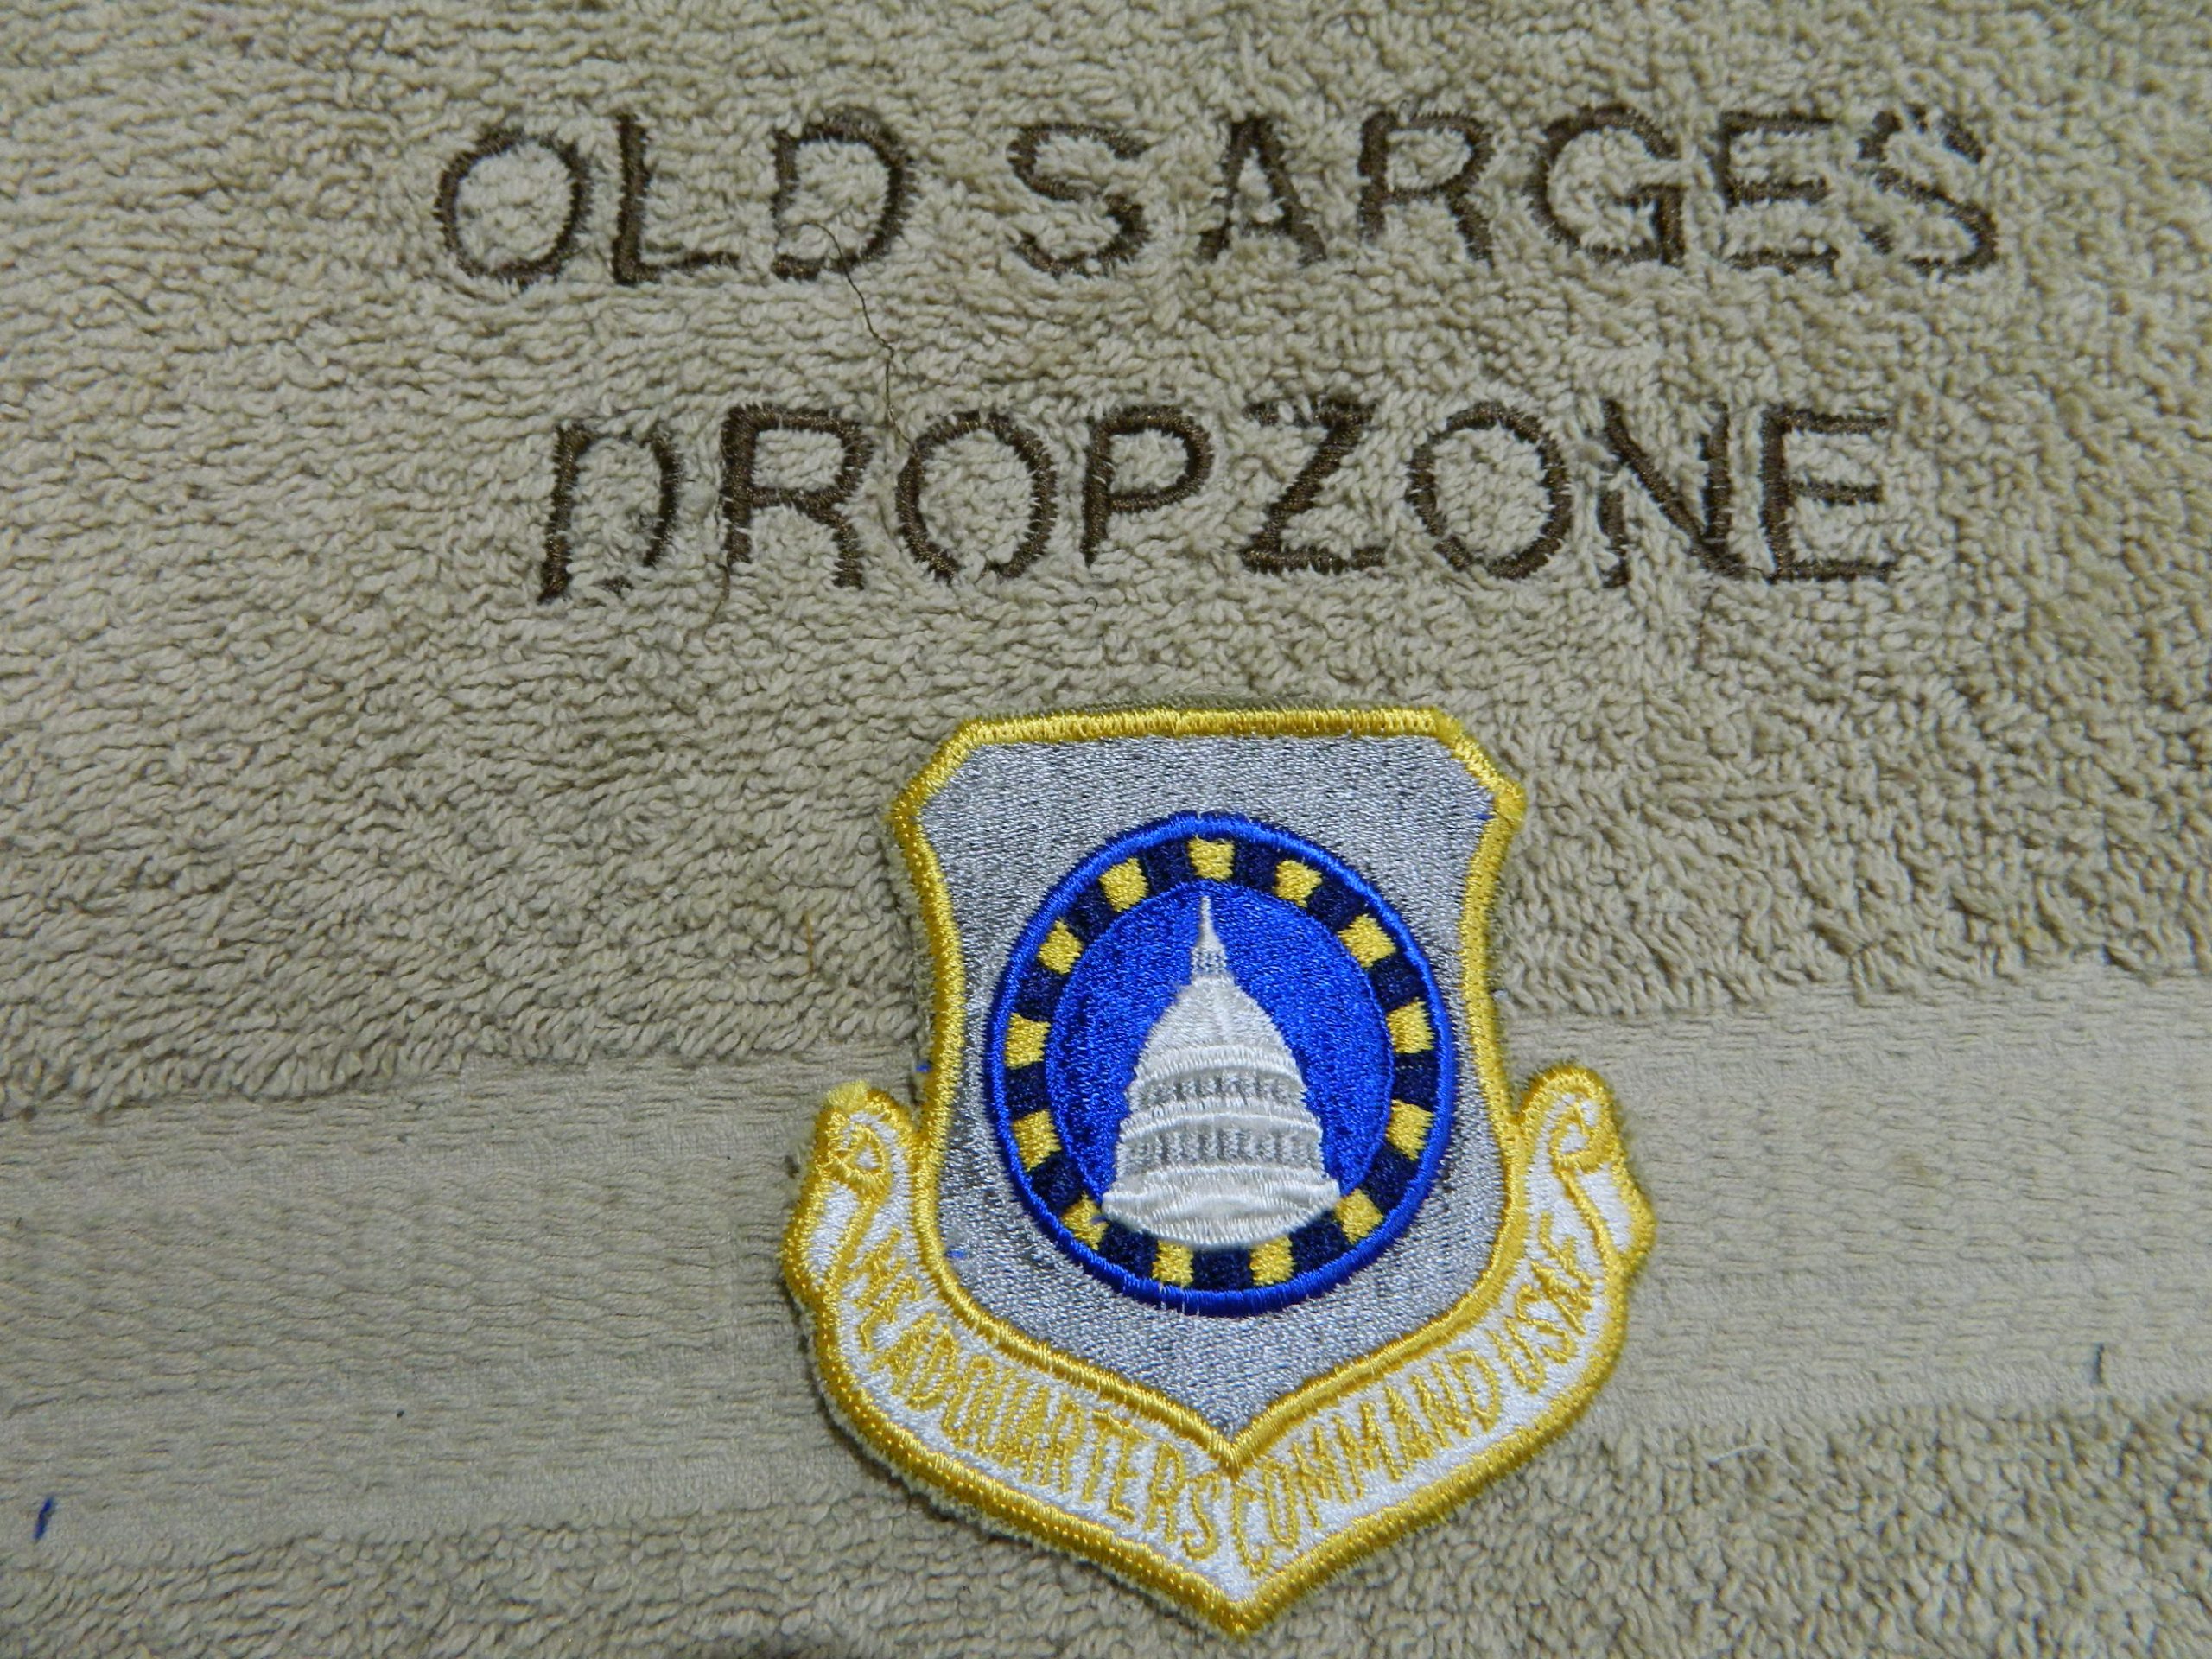 OLD SARGES
DROPZONE
HEADQUARTERS COMMAND USAF